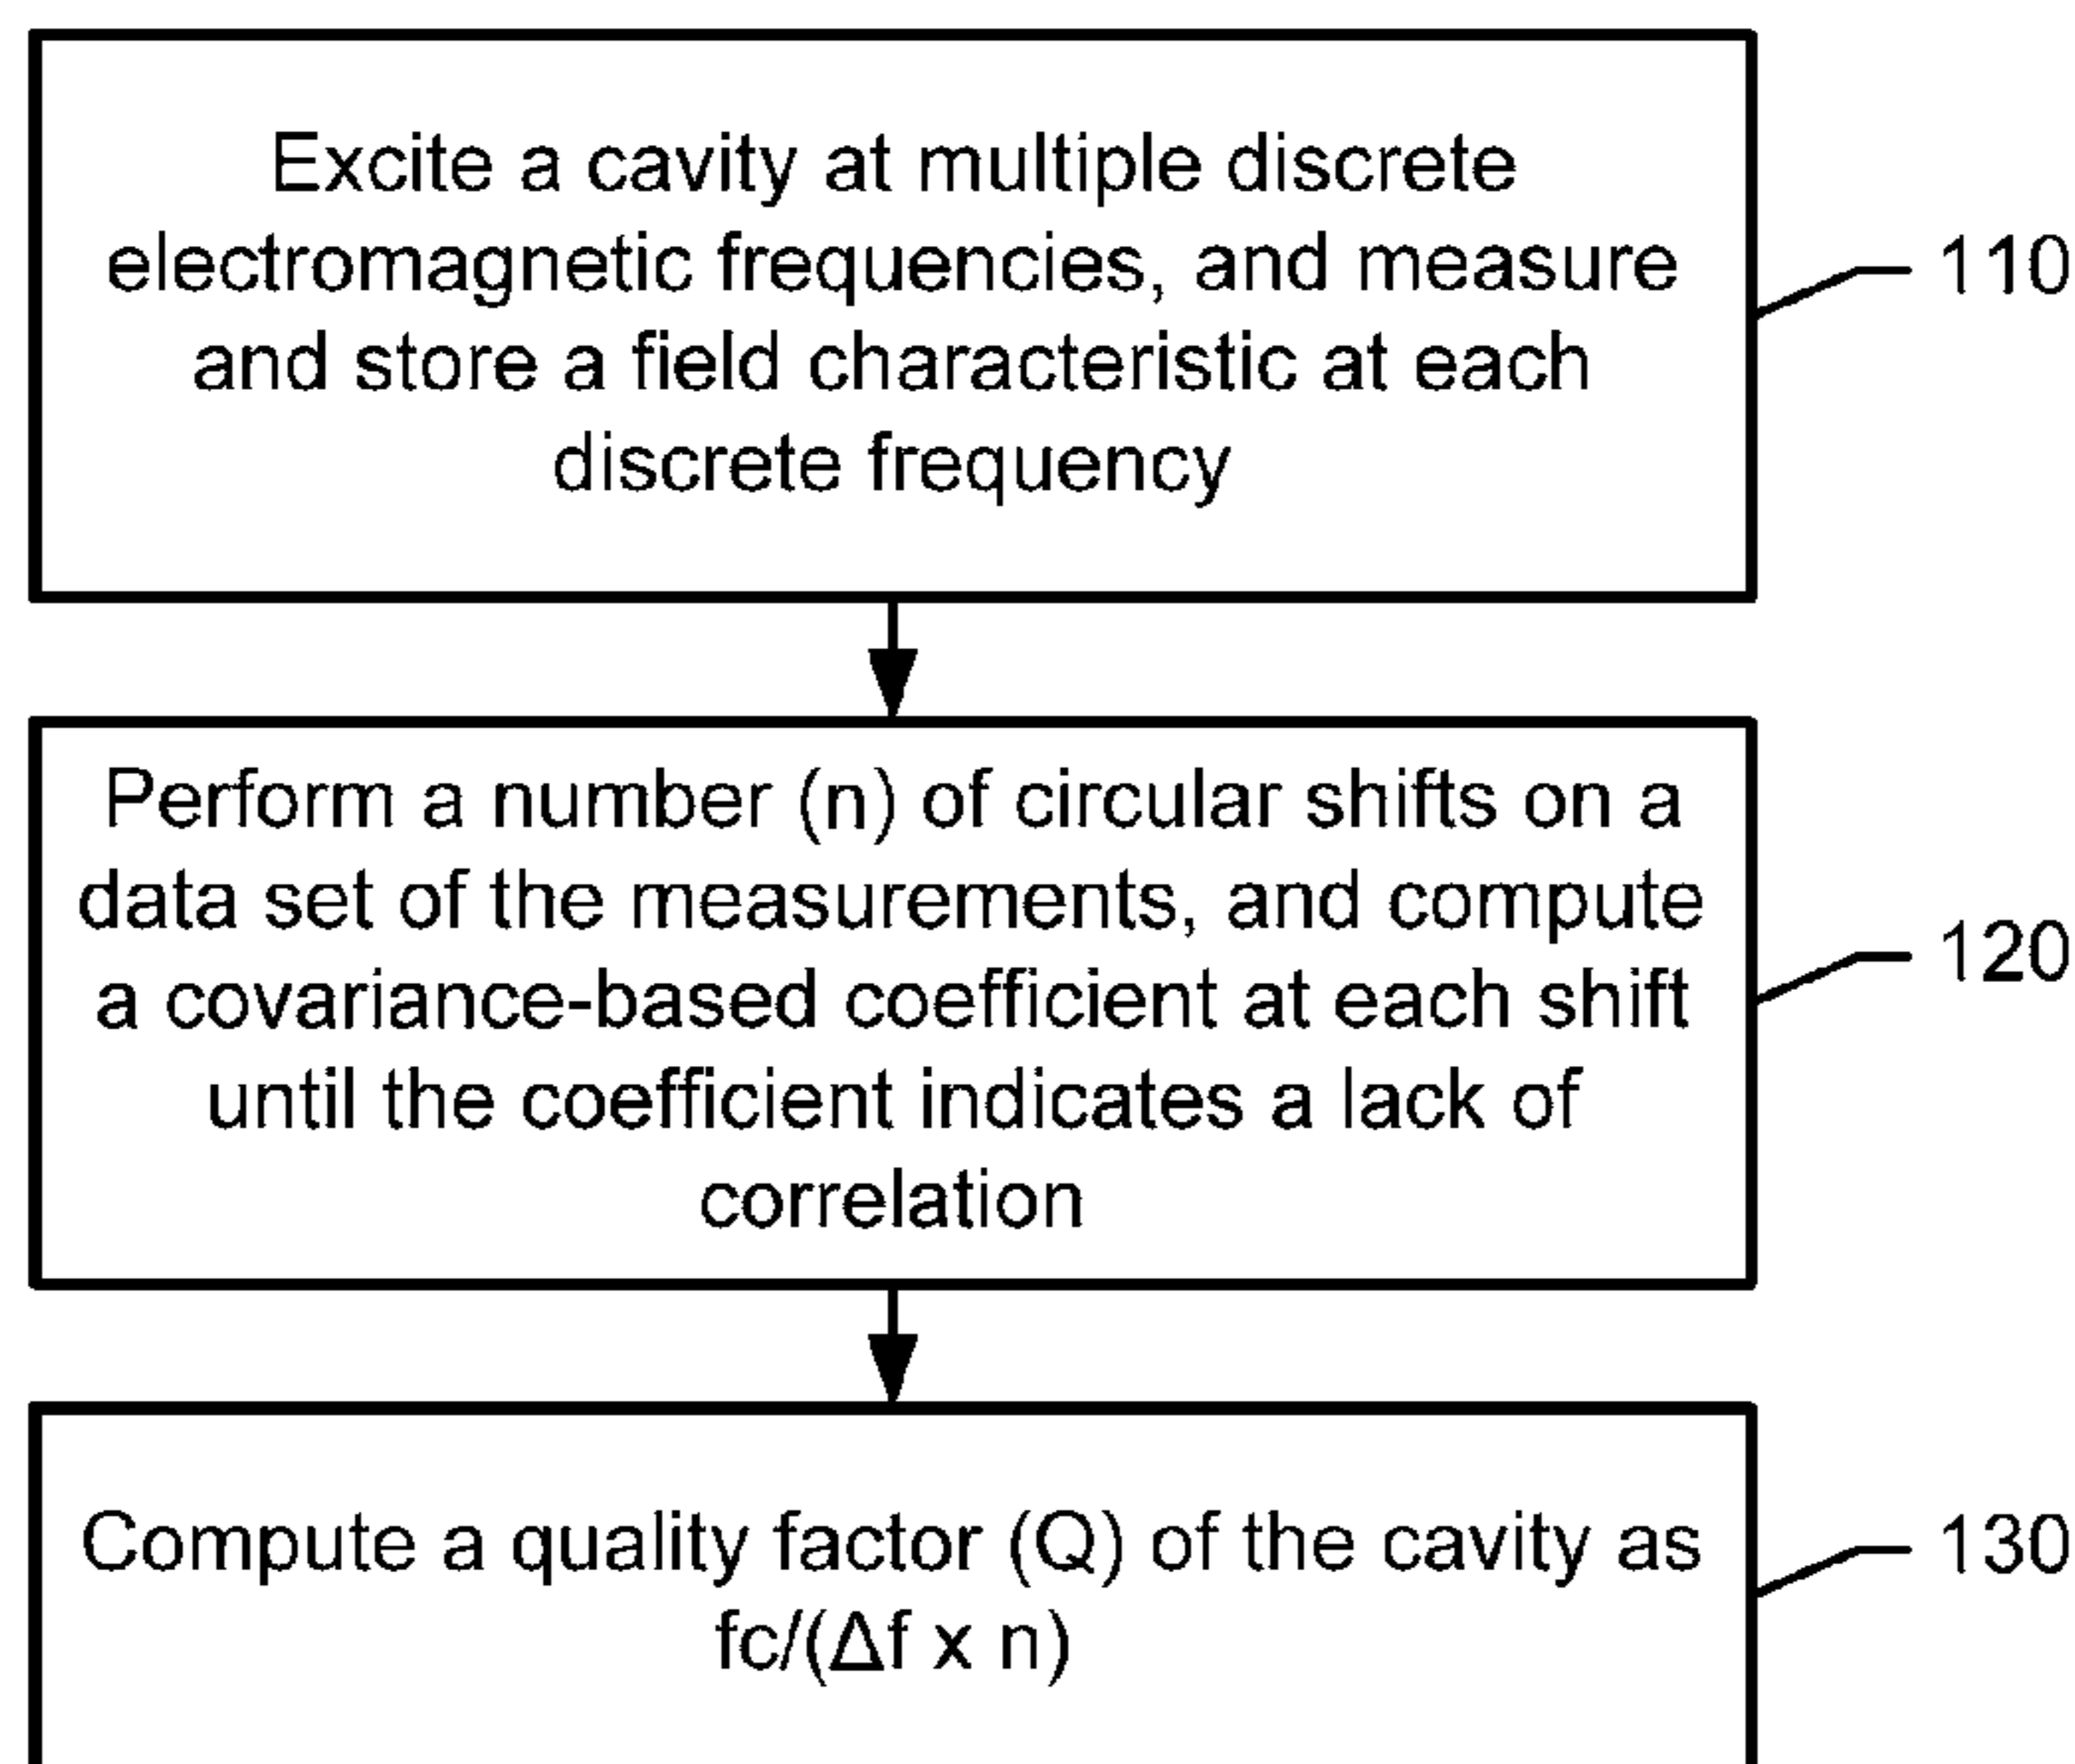 Excite a cavity at multiple discrete
electromagnetic frequencies, and measure
and store a field characteristic at each
discrete frequency
110
Perform a number (n) of circular shifts on a
data set of the measurements, and compute
a covariance-based coefficient at each shift
until the coefficient indicates a lack of
correlation
120
Compute a quality factor (Q) of the cavity as
fc/(Δf x n)
130